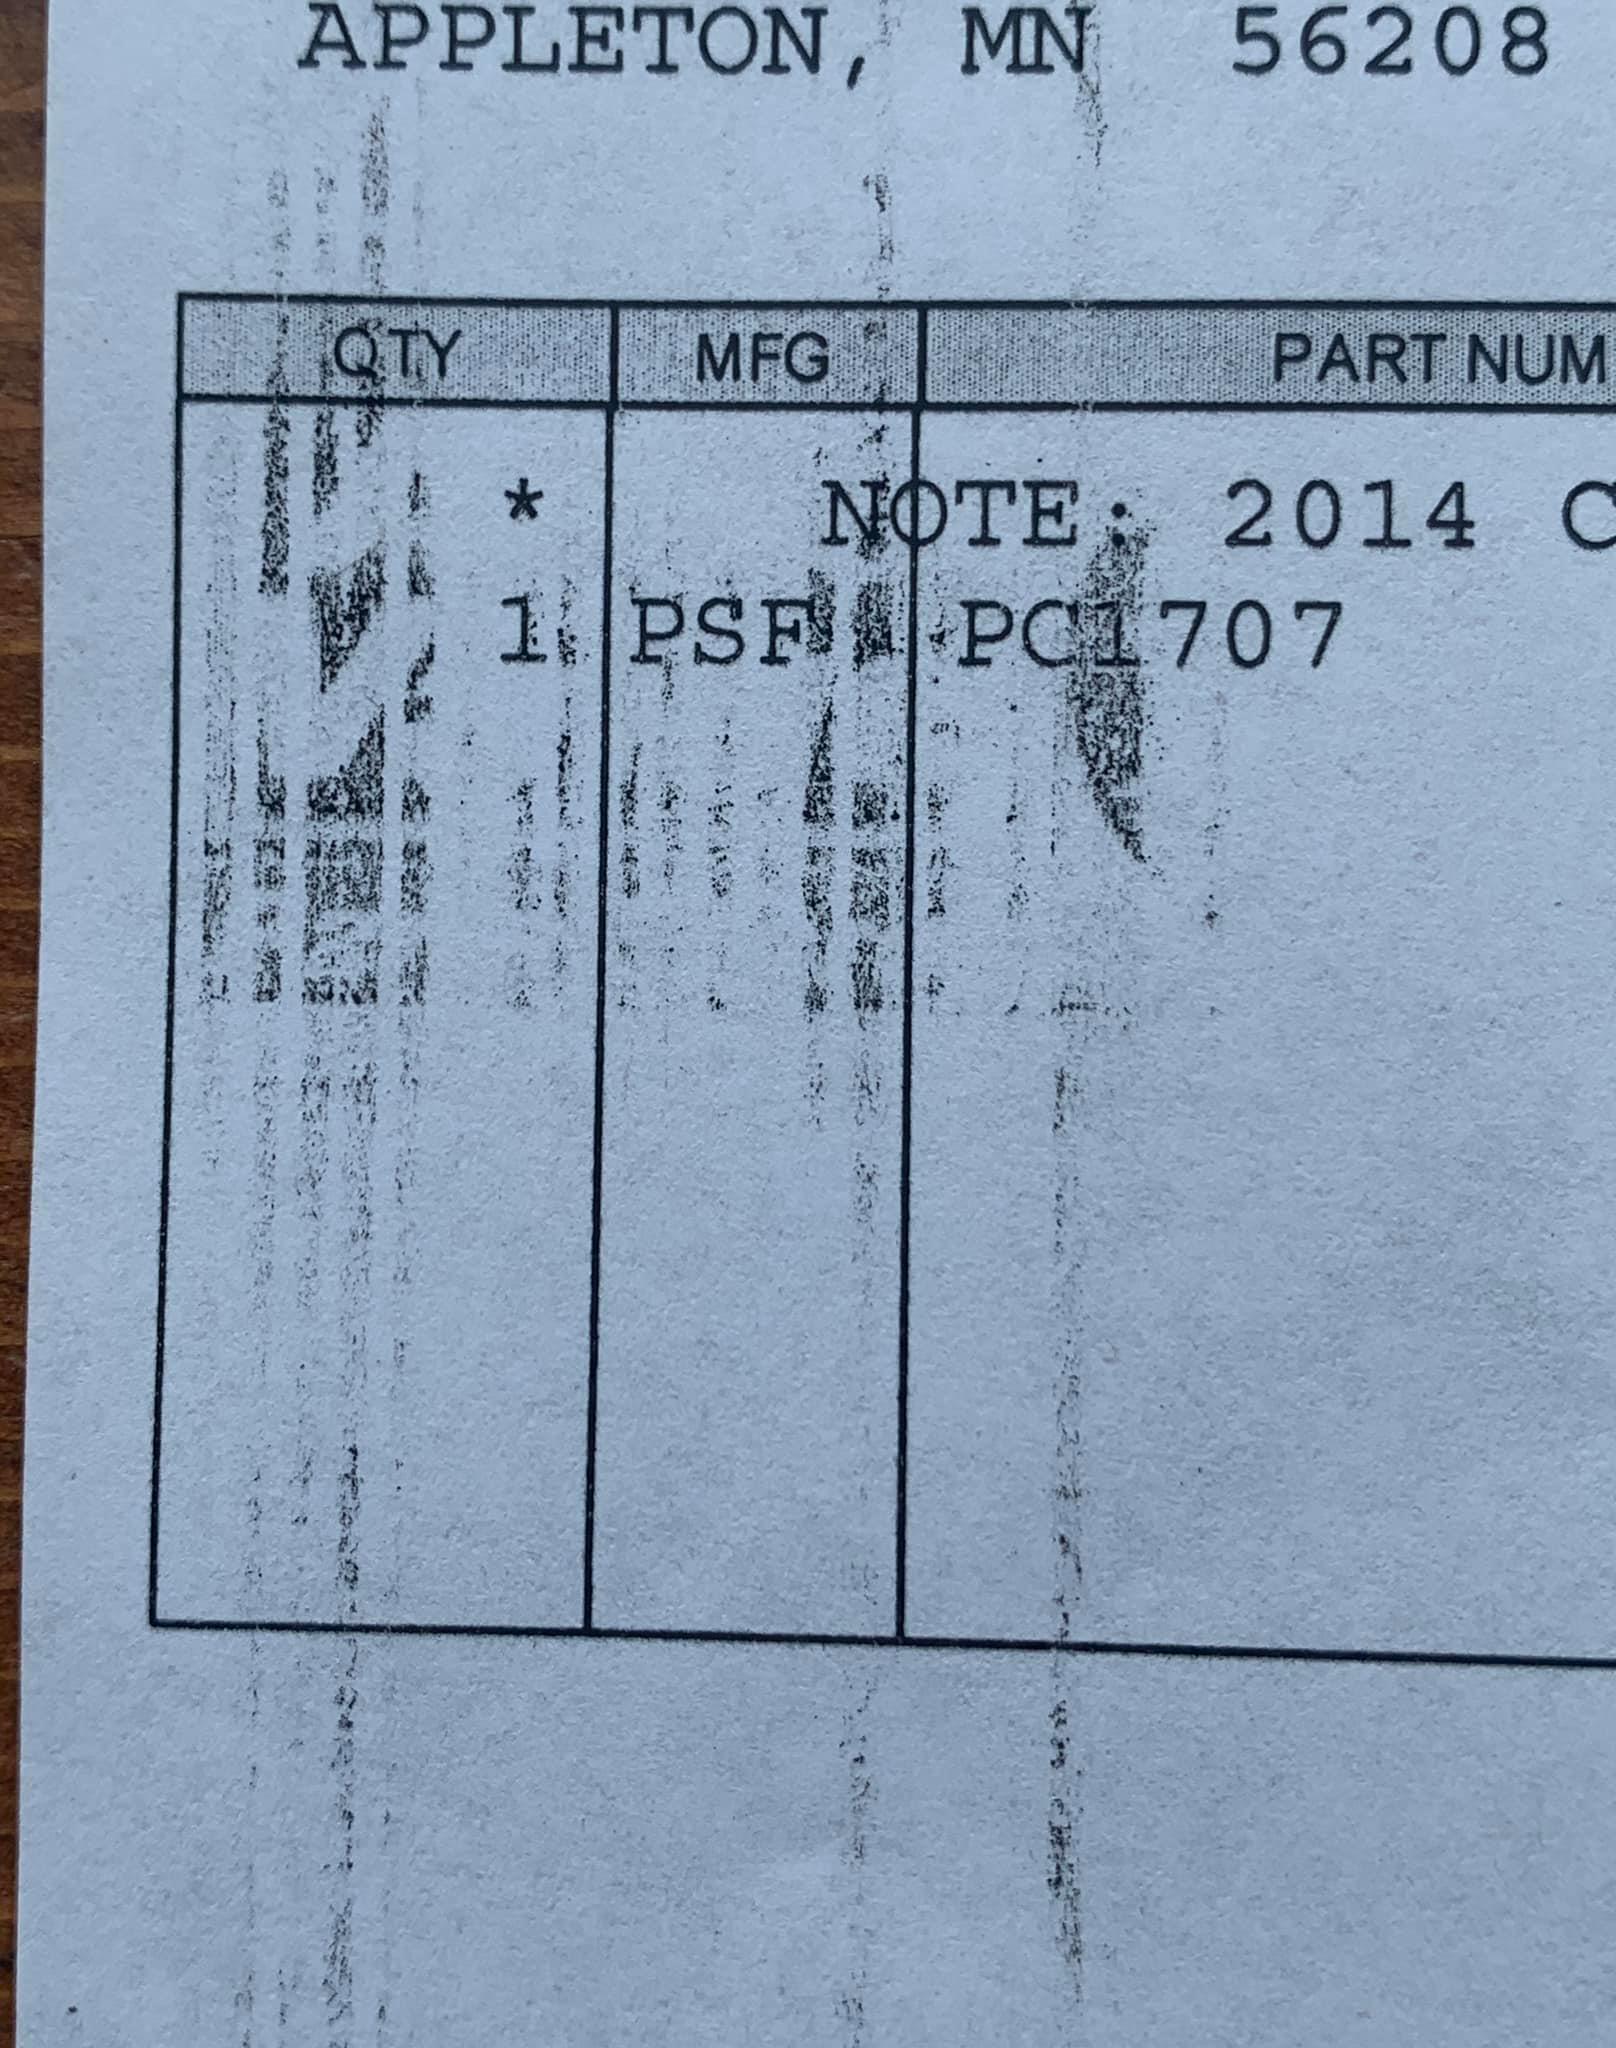 APPLETON, MN 56208
QTY MFG PART NUM
* NOTE: 2014 C
1 PSF PC1707